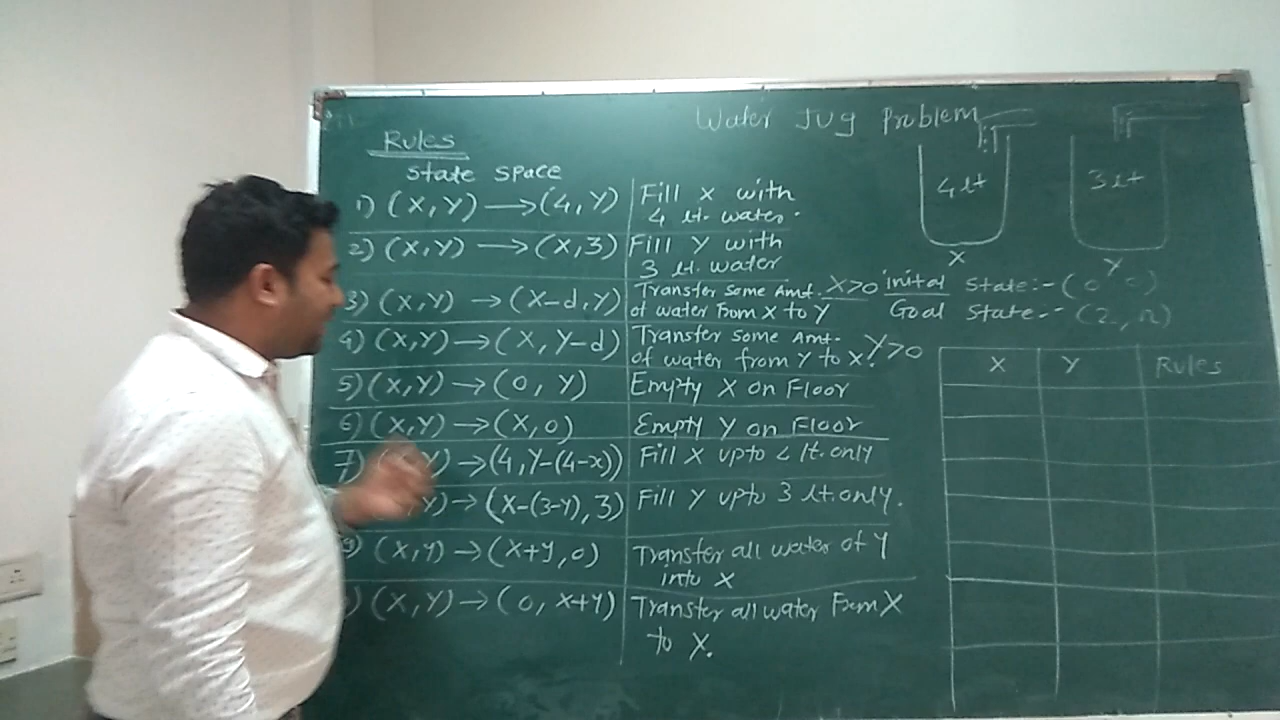 Water Jug Problem
Rules
State space
1) (X,Y) → (4,Y) Fill X with
4 lt. water.
2) (X,Y) → (X,3) Fill Y with
3 lt. water
3) (X,Y) → (X-d,Y) Transfer some Amt. X>0
of water from X to Y
4) (X,Y) → (X,Y-d) Transfer some Amt.
of water from Y to X. Y>0
5) (X,Y) → (0,Y) Empty X on Floor
6) (X,Y) → (X,0) Empty Y on Floor
7) Y) → (4,Y-(4-x)) Fill X upto 4 lt. only
Y) → (X-(3-Y),3) Fill Y upto 3 lt. only.
9) (X,Y) → (X+Y,0) Transfer all water of Y
into X
) (X,Y) → (0,X+Y) Transfer all water From X
to Y.
4 lt
3 lt
X
Y
initial State:- (0 0)
Goal State:- (2,n)
X Y Rules